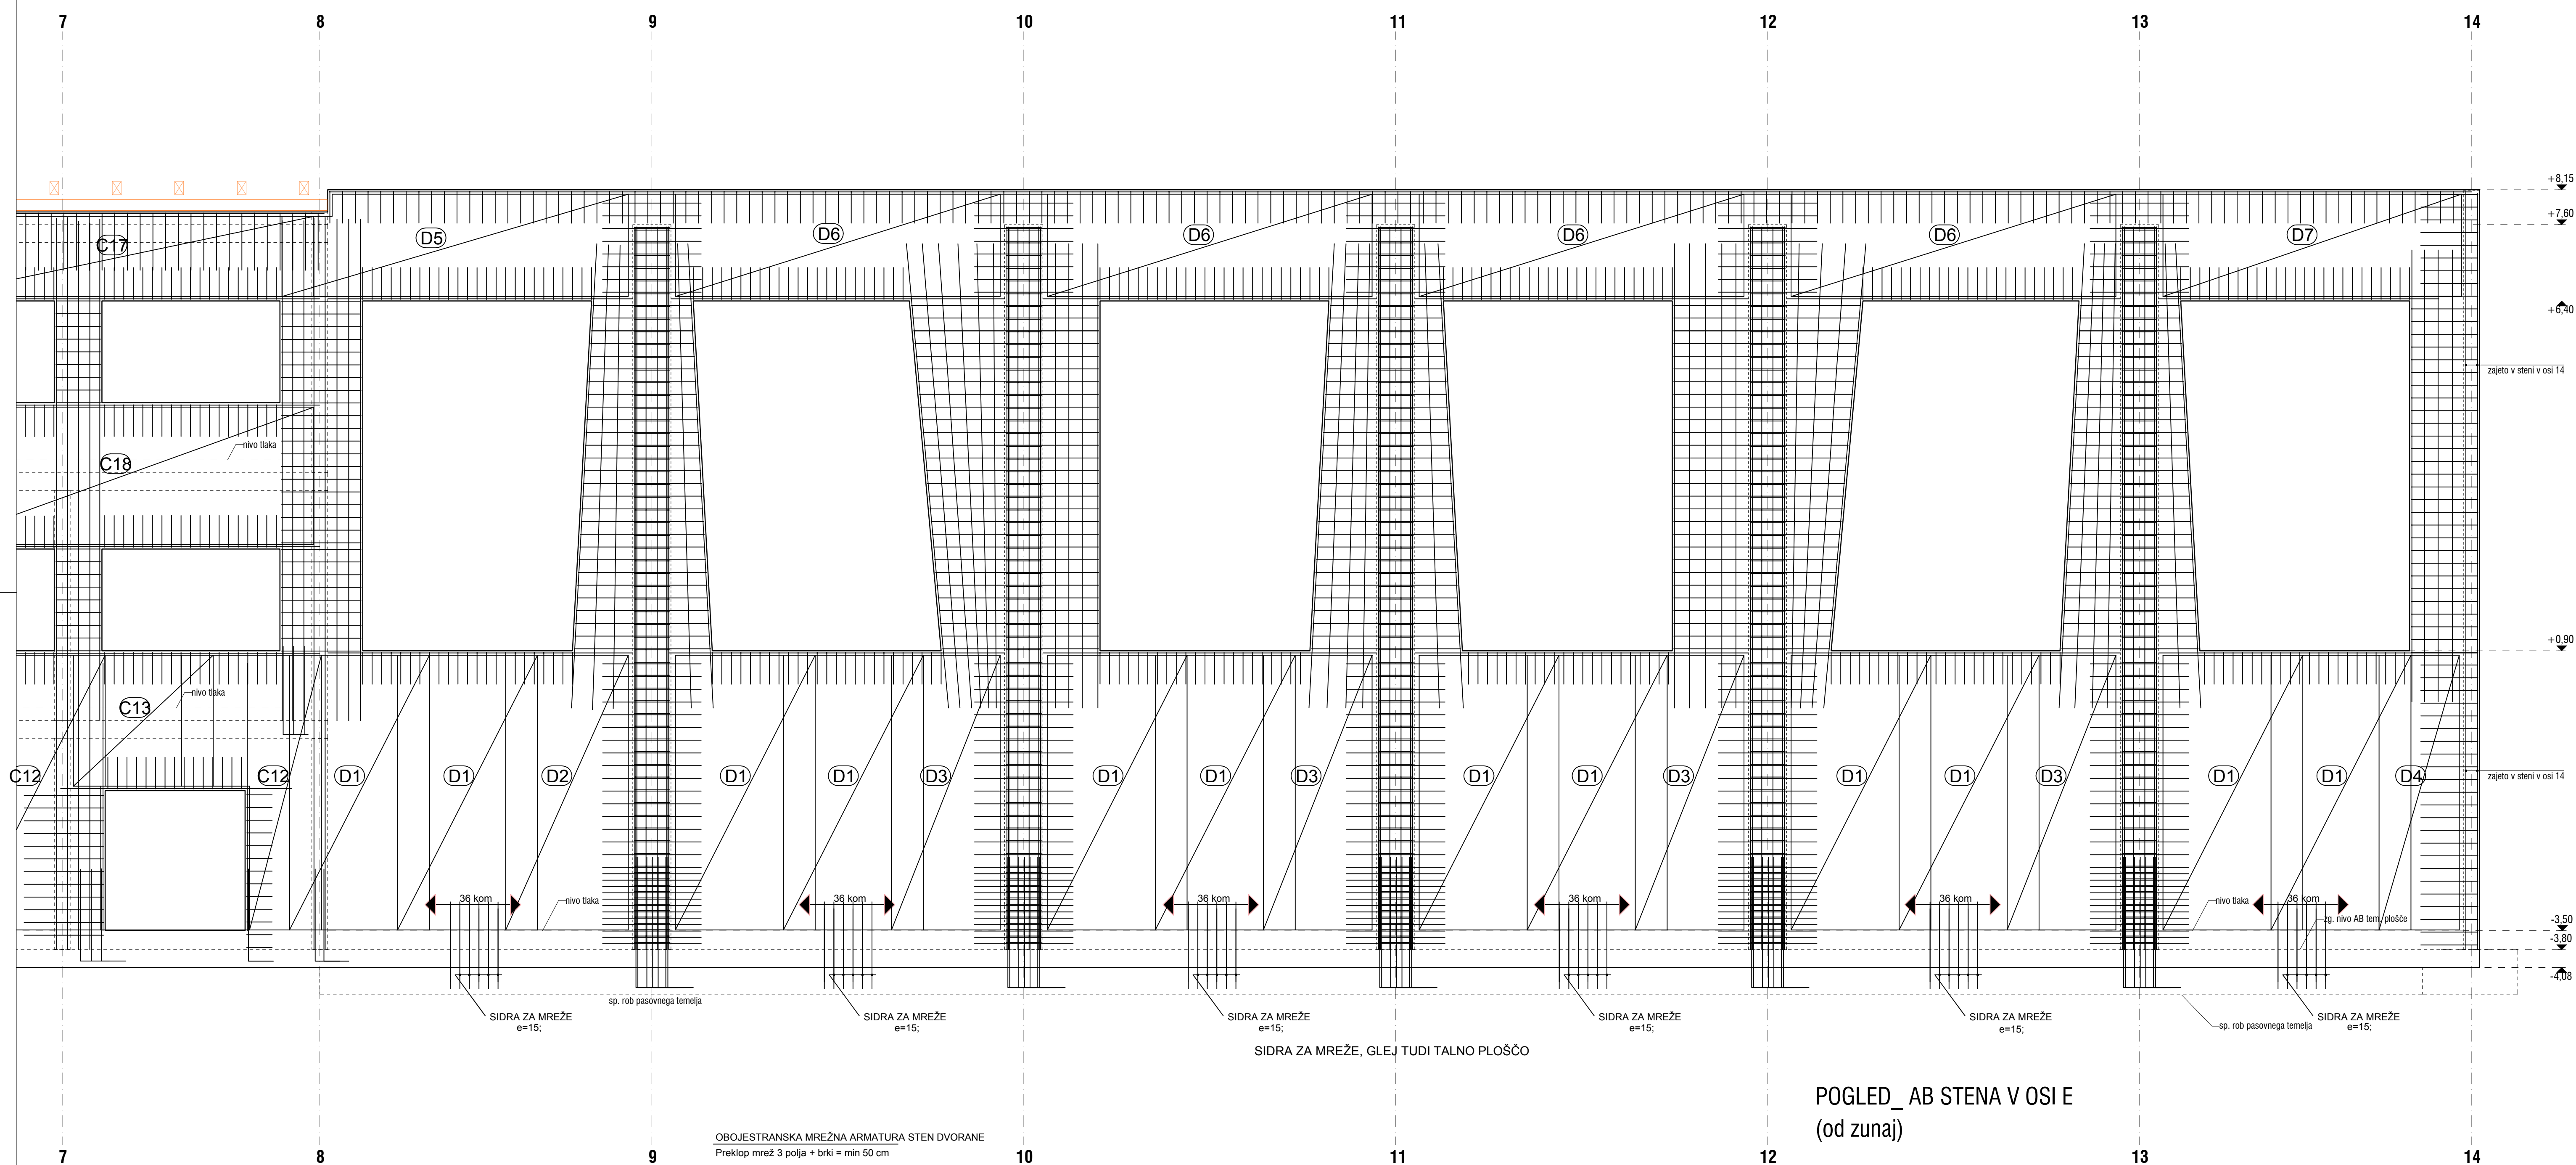 7 8 9 10 11 12 13 14
+8,15
+7,60
C17 D5 D6 D6 D6 D6 D7
+6,40
zajeto v steni v osi 14
nivo tlaka
C18
+0,90
nivo tlaka
C13
C12 C12 D1 D1 D2 D1 D1 D3 D1 D1 D3 D1 D1 D3 D1 D1 D3 D1 D1 D4
zajeto v steni v osi 14
36 kom 36 kom 36 kom 36 kom 36 kom 36 kom
nivo tlaka
nivo tlaka
zg. nivo AB tem. plošče
-3,50
-3,80
-4,08
sp. rob pasovnega temelja
SIDRA ZA MREŽE SIDRA ZA MREŽE SIDRA ZA MREŽE SIDRA ZA MREŽE SIDRA ZA MREŽE SIDRA ZA MREŽE
e=15; e=15; e=15; e=15; e=15; e=15;
sp. rob pasovnega temelja
SIDRA ZA MREŽE, GLEJ TUDI TALNO PLOŠČO
POGLED_ AB STENA V OSI E
(od zunaj)
OBOJESTRANSKA MREŽNA ARMATURA STEN DVORANE
Preklop mrež 3 polja + brki = min 50 cm
7 8 9 10 11 12 13 14